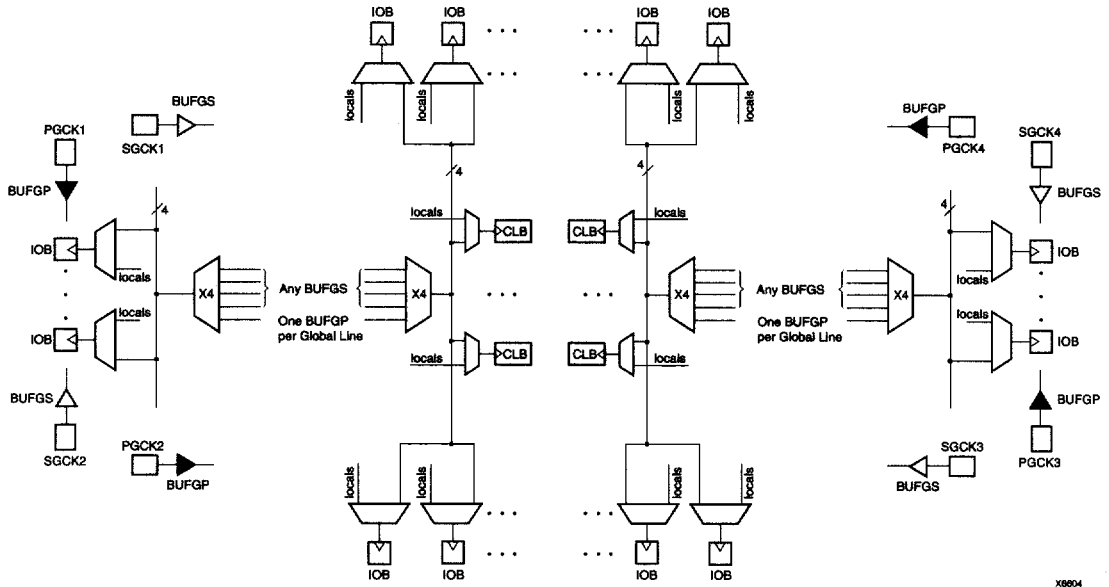 IOB
IOB
IOB
IOB
locals
locals
locals
locals
BUFGS
SGCK1
PGCK1
BUFGP
BUFGP
PGCK4
SGCK4
BUFGS
4
4
4
4
locals
CLB
CLB
locals
IOB
locals
X4
Any BUFGS
One BUFGP
per Global Line
X4
X4
Any BUFGS
One BUFGP
per Global Line
X4
locals
IOB
IOB
locals
locals
CLB
CLB
locals
locals
IOB
BUFGS
SGCK2
PGCK2
BUFGP
SGCK3
BUFGS
BUFGP
PGCK3
locals
locals
locals
locals
IOB
IOB
IOB
IOB
X6604